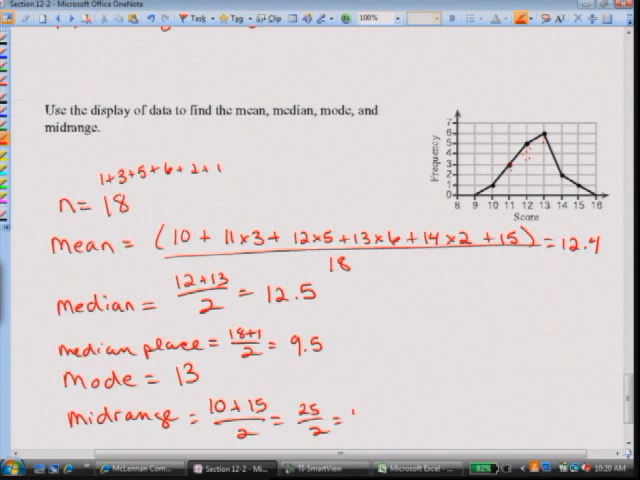 Section 12-2 - Microsoft Office OneNote
Task Tag Clip 100%
Use the display of data to find the mean, median, mode, and
midrange.
7
6
5
4
3
2
1
0
Frequency
8 9 10 11 12 13 14 15 16
Score
1+3+5+6+2+1
n=18
mean = (10 + 11×3 + 12×5 + 13×6 + 14×2 + 15) = 12.4
18
median = 12+13 = 12.5
2
median place = 18+1 = 9.5
2
mode = 13
midrange = 10+15 = 25 =
2 2
McLennan Com... Section 12-2 - Mi... TI-SmartView Microsoft Excel - ... 82% 10:20 AM